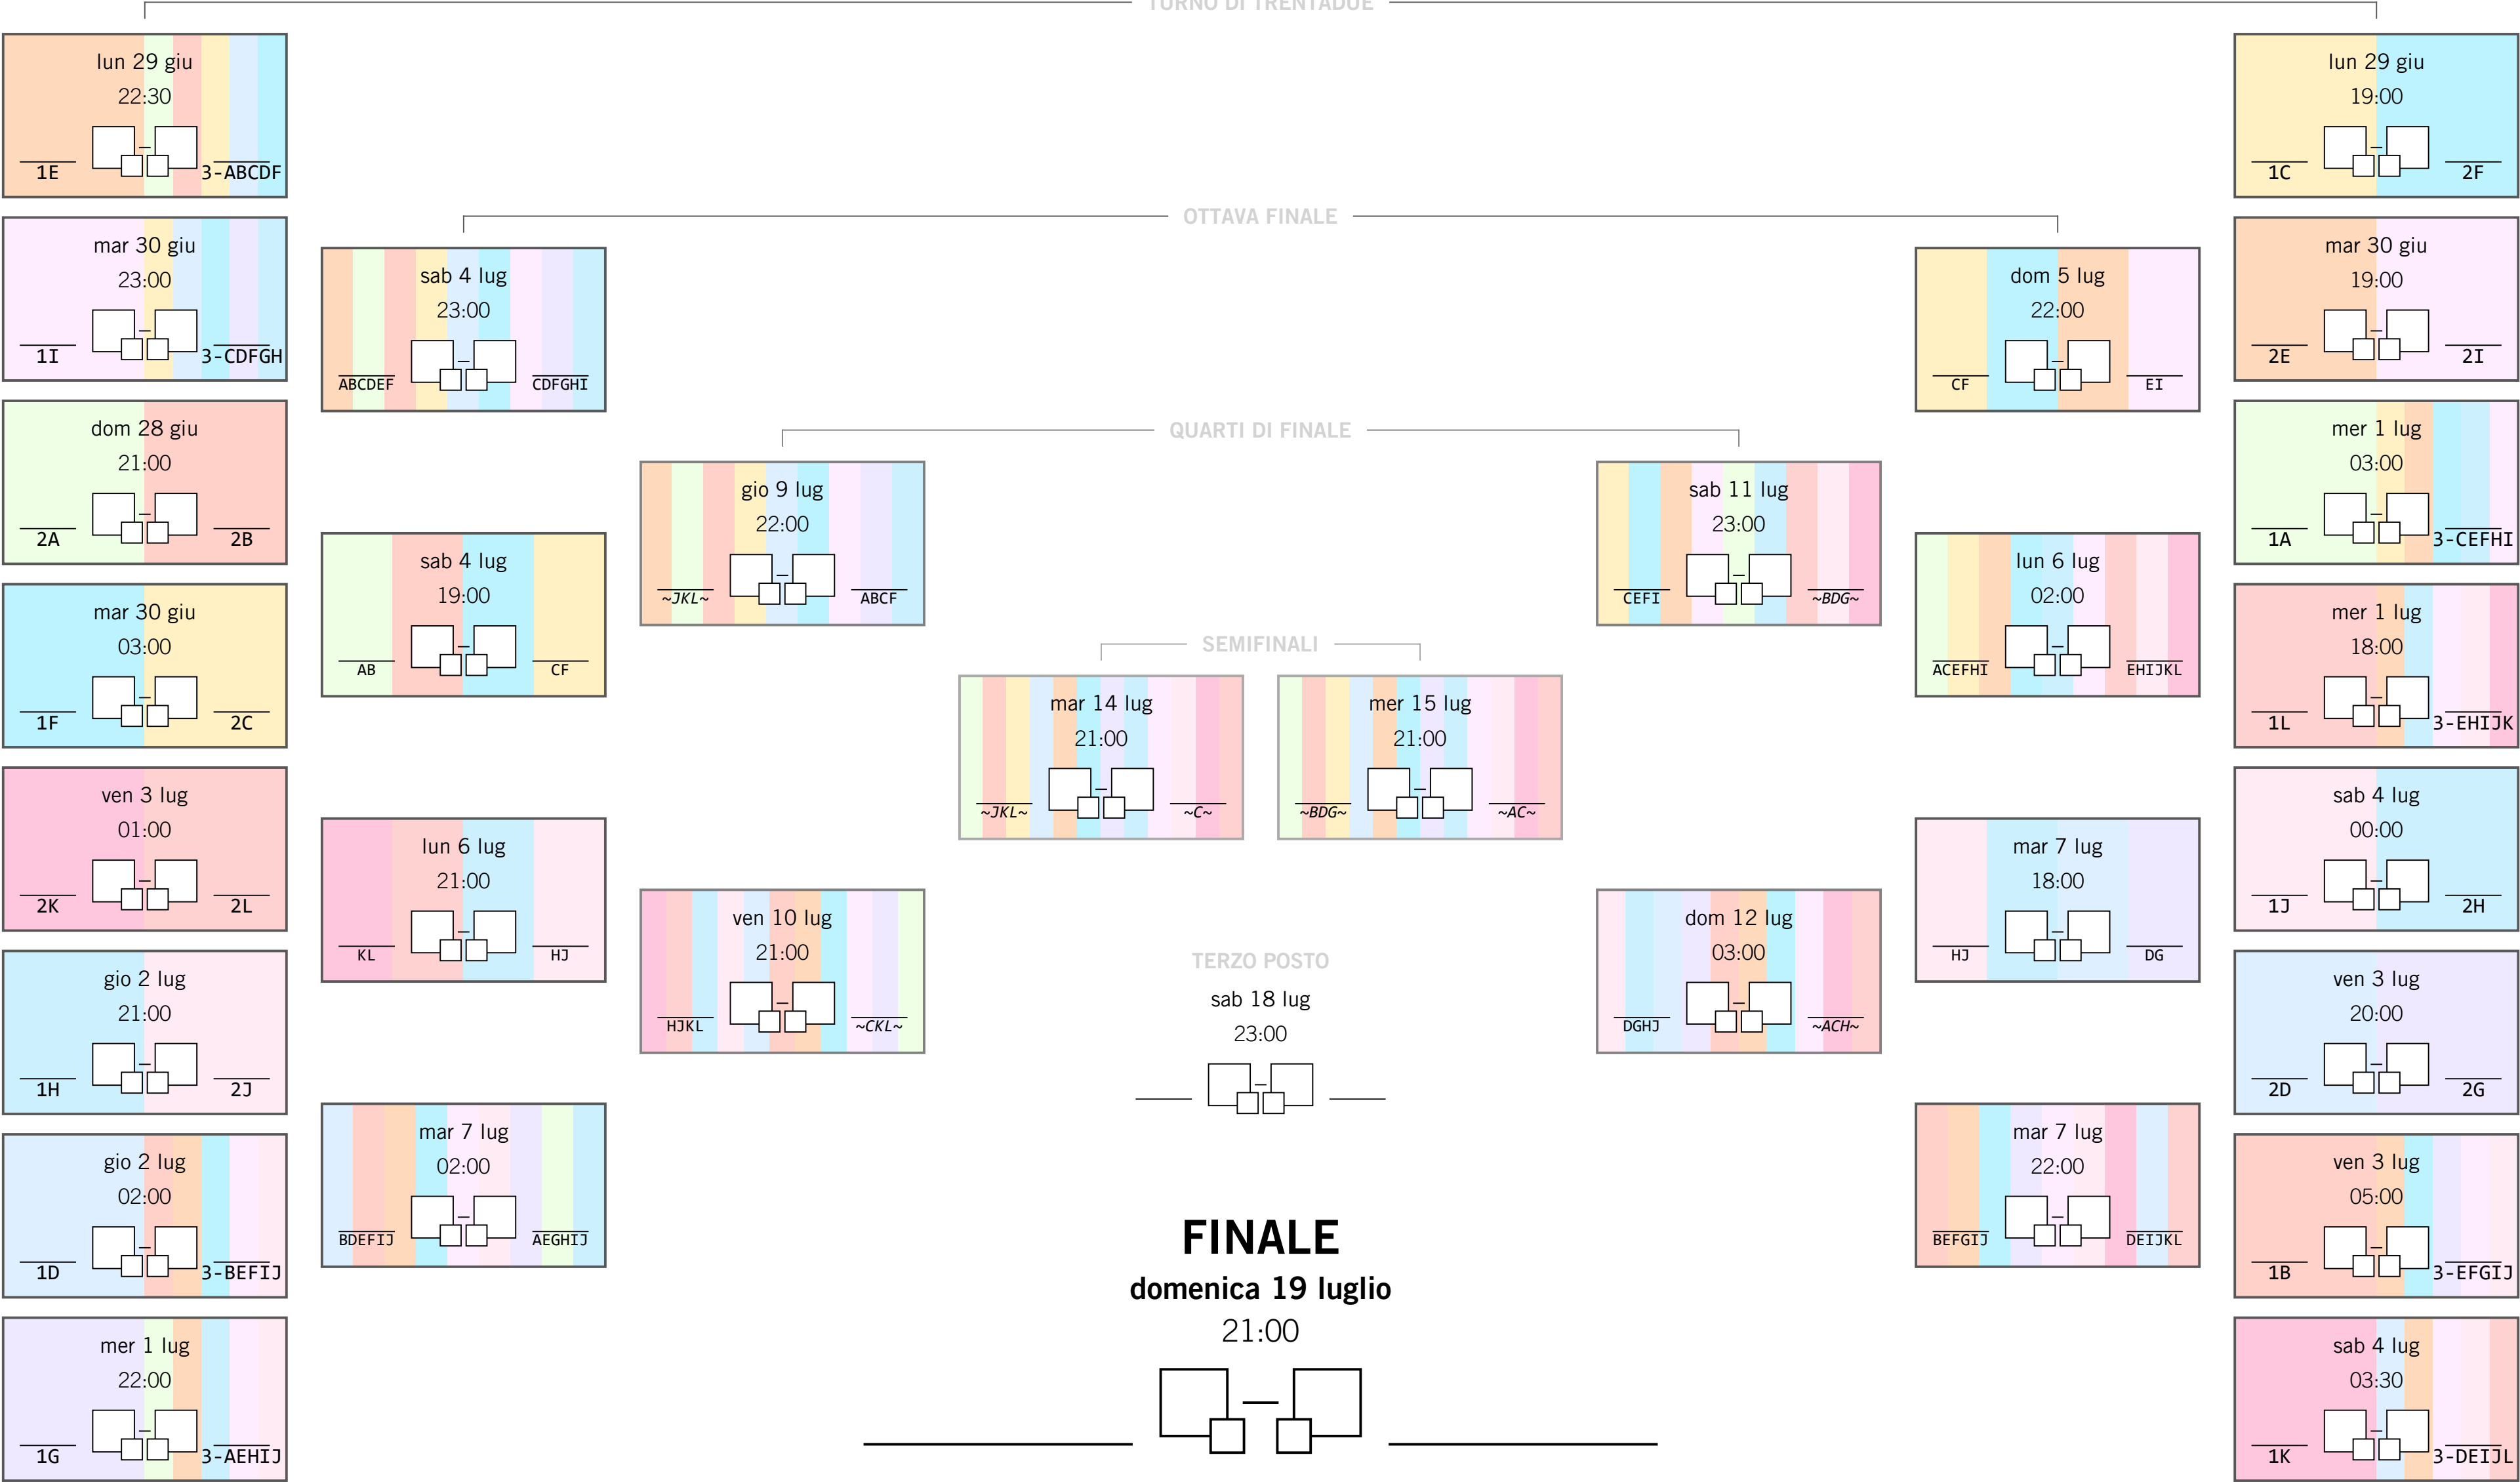 TURNO DI TRENTADUE
lun 29 giu
22:30
1E – 3-ABCDF
mar 30 giu
23:00
1I – 3-CDFGH
dom 28 giu
21:00
2A – 2B
mar 30 giu
03:00
1F – 2C
ven 3 lug
01:00
2K – 2L
gio 2 lug
21:00
1H – 2J
gio 2 lug
02:00
1D – 3-BEFIJ
mer 1 lug
22:00
1G – 3-AEHIJ
lun 29 giu
19:00
1C – 2F
mar 30 giu
19:00
2E – 2I
mer 1 lug
03:00
1A – 3-CEFHI
mer 1 lug
18:00
1L – 3-EHIJK
sab 4 lug
00:00
1J – 2H
ven 3 lug
20:00
2D – 2G
ven 3 lug
05:00
1B – 3-EFGIJ
sab 4 lug
03:30
1K – 3-DEIJL
OTTAVA FINALE
sab 4 lug
23:00
ABCDEF – CDFGHI
sab 4 lug
19:00
AB – CF
lun 6 lug
21:00
KL – HJ
mar 7 lug
02:00
BDEFIJ – AEGHIJ
dom 5 lug
22:00
CF – EI
lun 6 lug
02:00
ACEFHI – EHIJKL
mar 7 lug
18:00
HJ – DG
mar 7 lug
22:00
BEFGIJ – DEIJKL
QUARTI DI FINALE
gio 9 lug
22:00
~JKL~ – ABCF
ven 10 lug
21:00
HJKL – ~CKL~
sab 11 lug
23:00
CEFI – ~BDG~
dom 12 lug
03:00
DGHJ – ~ACH~
SEMIFINALI
mar 14 lug
21:00
~JKL~ – ~C~
mer 15 lug
21:00
~BDG~ – ~AC~
TERZO POSTO
sab 18 lug
23:00
–
FINALE
domenica 19 luglio
21:00
–